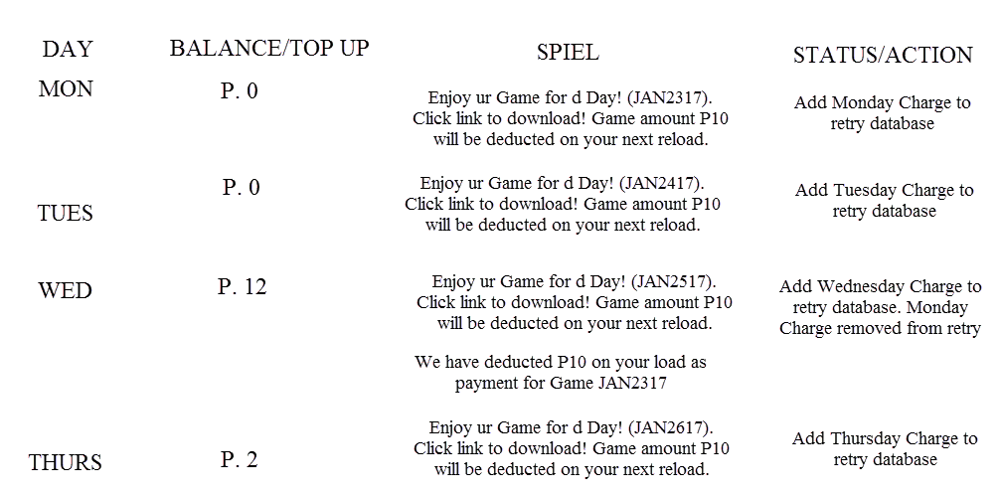 DAY BALANCE/TOP UP SPIEL STATUS/ACTION
MON P. 0
Enjoy ur Game for d Day! (JAN2317).
Click link to download! Game amount P10
will be deducted on your next reload.
Add Monday Charge to
retry database
TUES P. 0
Enjoy ur Game for d Day! (JAN2417).
Click link to download! Game amount P10
will be deducted on your next reload.
Add Tuesday Charge to
retry database
WED P. 12
Enjoy ur Game for d Day! (JAN2517).
Click link to download! Game amount P10
will be deducted on your next reload.
We have deducted P10 on your load as
payment for Game JAN2317
Add Wednesday Charge to
retry database. Monday
Charge removed from retry
THURS P. 2
Enjoy ur Game for d Day! (JAN2617).
Click link to download! Game amount P10
will be deducted on your next reload.
Add Thursday Charge to
retry database